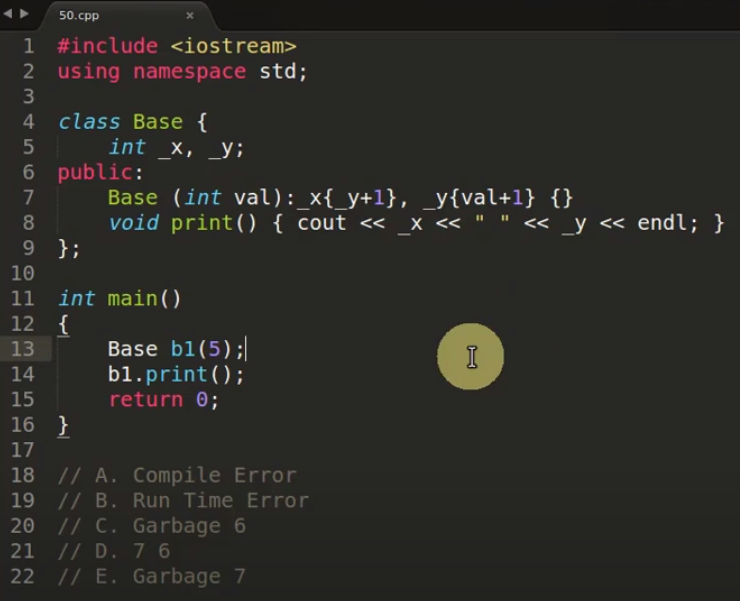 50.cpp
1 #include <iostream>
2 using namespace std;
3
4 class Base {
5     int _x, _y;
6 public:
7     Base (int val):_x{_y+1}, _y{val+1} {}
8     void print() { cout << _x << " " << _y << endl; }
9 };
10
11 int main()
12 {
13     Base b1(5);
14     b1.print();
15     return 0;
16 }
17
18 // A. Compile Error
19 // B. Run Time Error
20 // C. Garbage 6
21 // D. 7 6
22 // E. Garbage 7